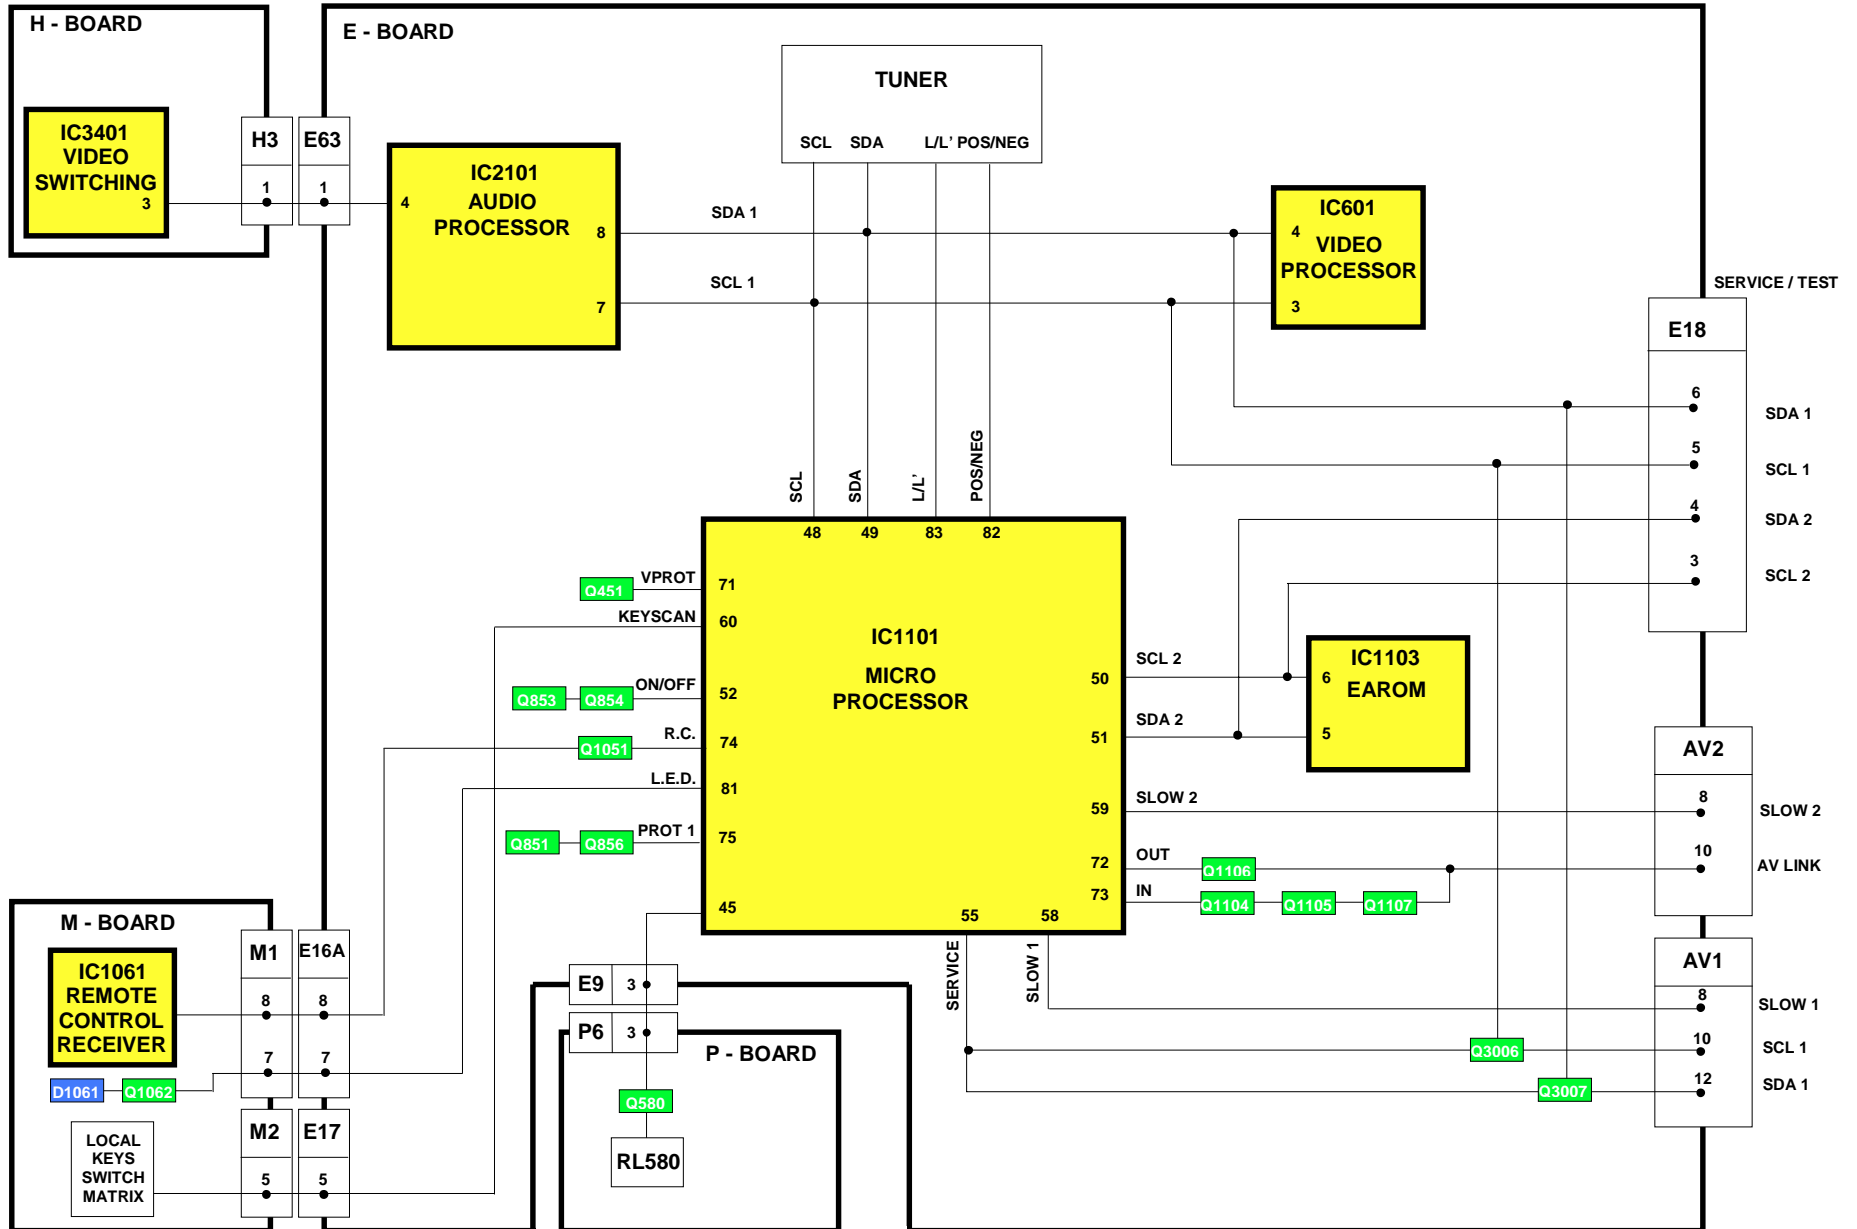 H - BOARD
E - BOARD
TUNER
SCL SDA L/L' POS/NEG
IC3401
VIDEO
SWITCHING
3
H3
1
E63
1
IC2101
AUDIO
PROCESSOR
4
8
7
SDA 1
SCL 1
IC601
VIDEO
PROCESSOR
4
3
SERVICE / TEST
E18
6
SDA 1
5
SCL 1
4
SDA 2
3
SCL 2
SCL
SDA
L/L'
POS/NEG
48
49
83
82
IC1101
MICRO
PROCESSOR
Q451
VPROT
71
KEYSCAN
60
Q853
Q854
ON/OFF
52
Q1051
R.C.
74
L.E.D.
81
Q851
Q856
PROT 1
75
45
50
SCL 2
51
SDA 2
59
SLOW 2
72
OUT
73
IN
55
58
SERVICE
SLOW 1
IC1103
EAROM
6
5
Q1106
Q1104
Q1105
Q1107
AV2
8
SLOW 2
10
AV LINK
AV1
8
SLOW 1
10
SCL 1
12
SDA 1
Q3006
Q3007
M - BOARD
IC1061
REMOTE
CONTROL
RECEIVER
D1061
Q1062
M1
8
7
E16A
8
7
M2
5
E17
5
LOCAL
KEYS
SWITCH
MATRIX
E9
3
P6
3
P - BOARD
Q580
RL580